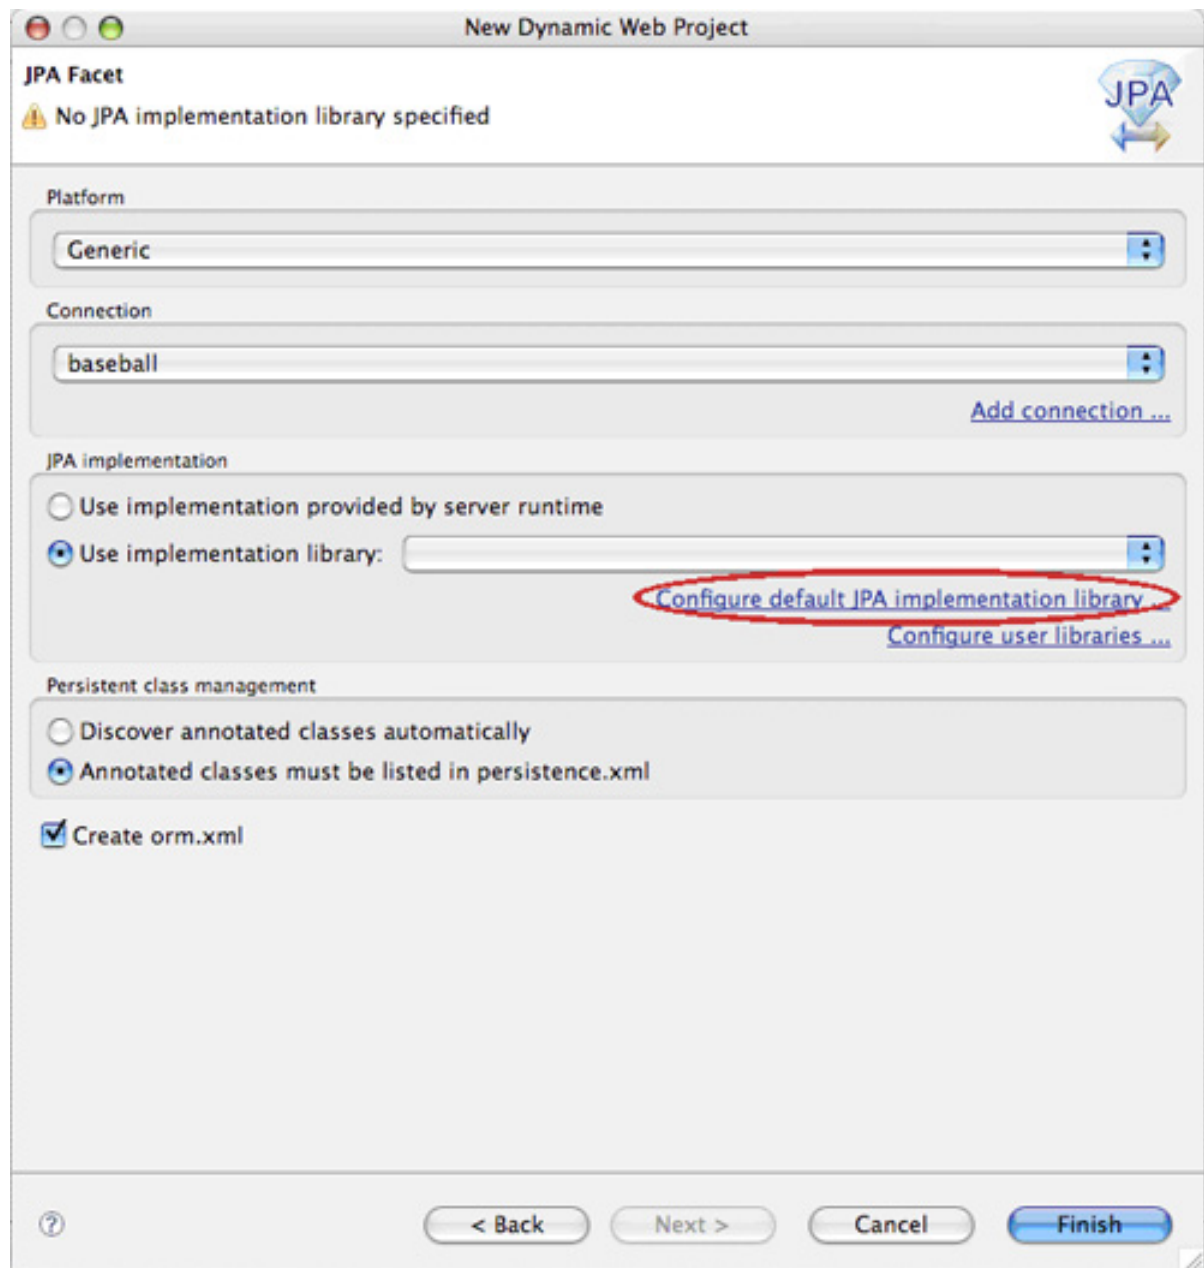 New Dynamic Web Project
JPA Facet
No JPA implementation library specified
JPA
Platform
Generic
Connection
baseball
Add connection ...
JPA implementation
Use implementation provided by server runtime
Use implementation library:
Configure default JPA implementation library ...
Configure user libraries ...
Persistent class management
Discover annotated classes automatically
Annotated classes must be listed in persistence.xml
Create orm.xml
? < Back Next > Cancel Finish